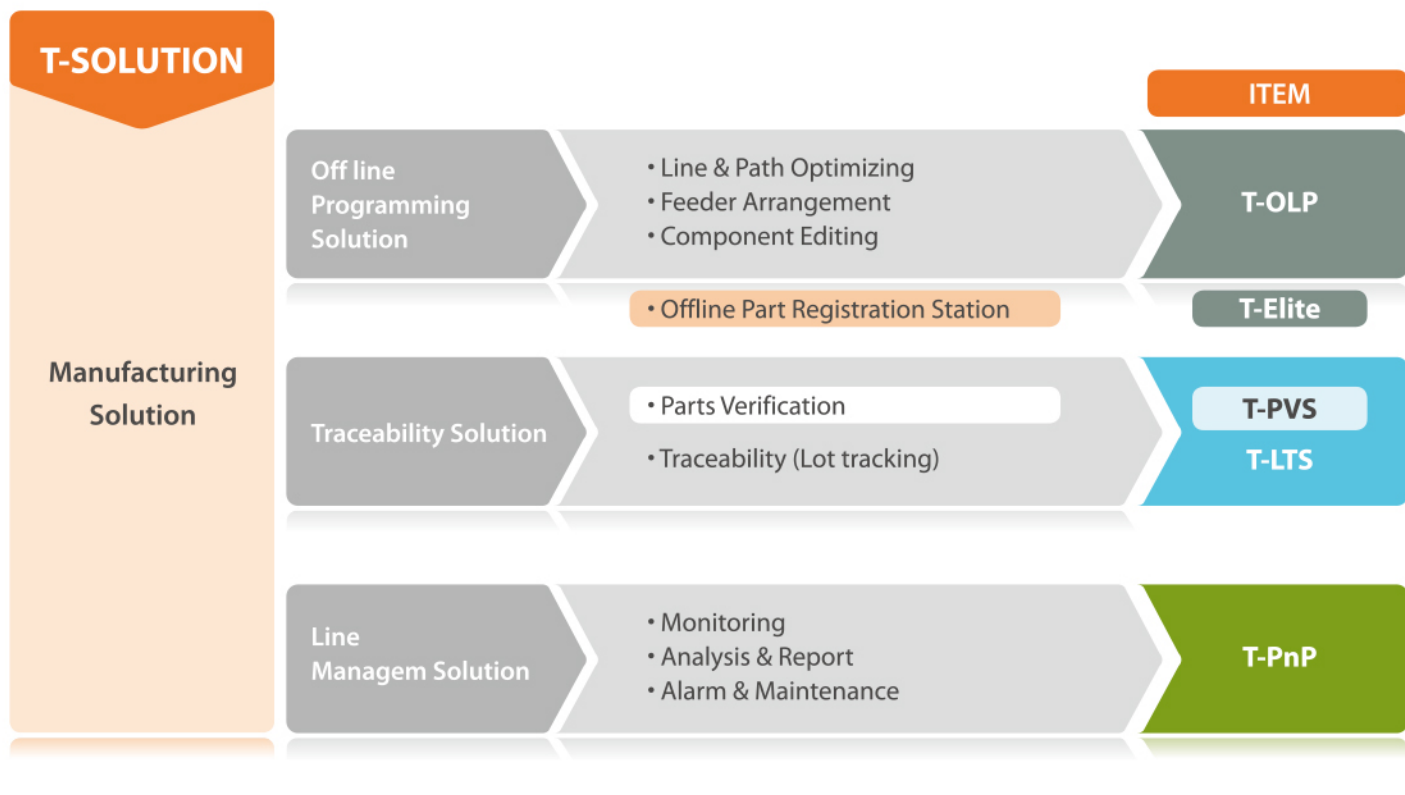 T-SOLUTION
ITEM
Off line
Programming
Solution
• Line & Path Optimizing
• Feeder Arrangement
• Component Editing
T-OLP
• Offline Part Registration Station
T-Elite
Manufacturing
Solution
Traceability Solution
• Parts Verification
• Traceability (Lot tracking)
T-PVS
T-LTS
Line
Managem Solution
• Monitoring
• Analysis & Report
• Alarm & Maintenance
T-PnP